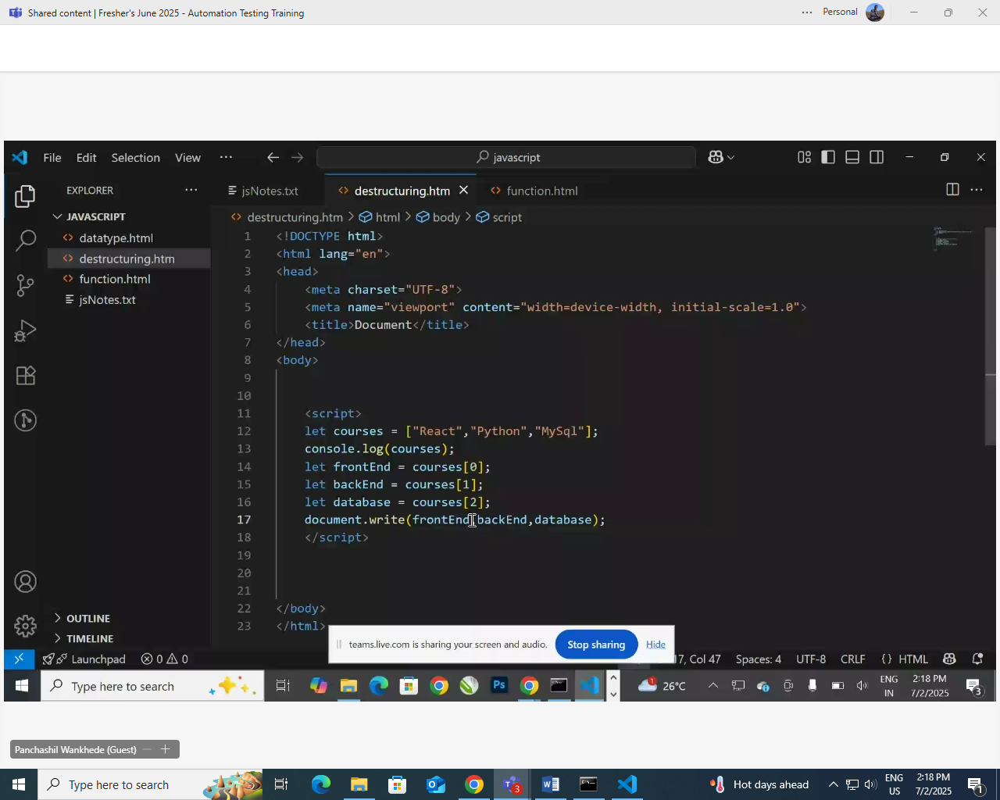 Shared content | Fresher's June 2025 - Automation Testing Training
Personal
File Edit Selection View
javascript
EXPLORER
jsNotes.txt
destructuring.htm
function.html
JAVASCRIPT
destructuring.htm > html > body > script
datatype.html
destructuring.htm
function.html
jsNotes.txt
1 <!DOCTYPE html>
2 <html lang="en">
3 <head>
4 <meta charset="UTF-8">
5 <meta name="viewport" content="width=device-width, initial-scale=1.0">
6 <title>Document</title>
7 </head>
8 <body>
9
10
11 <script>
12 let courses = ["React","Python","MySql"];
13 console.log(courses);
14 let frontEnd = courses[0];
15 let backEnd = courses[1];
16 let database = courses[2];
17 document.write(frontEnd,backEnd,database);
18 </script>
19
20
21
22 </body>
23 </html>
OUTLINE
TIMELINE
teams.live.com is sharing your screen and audio.
Stop sharing
Hide
Launchpad
0 0
7, Col 47
Spaces: 4
UTF-8
CRLF
{} HTML
Type here to search
Ps
1
26°C
ENG
IN
2:18 PM
7/2/2025
3
Panchashil Wankhede (Guest)
Type here to search
3
Hot days ahead
ENG
US
2:18 PM
7/2/2025
1